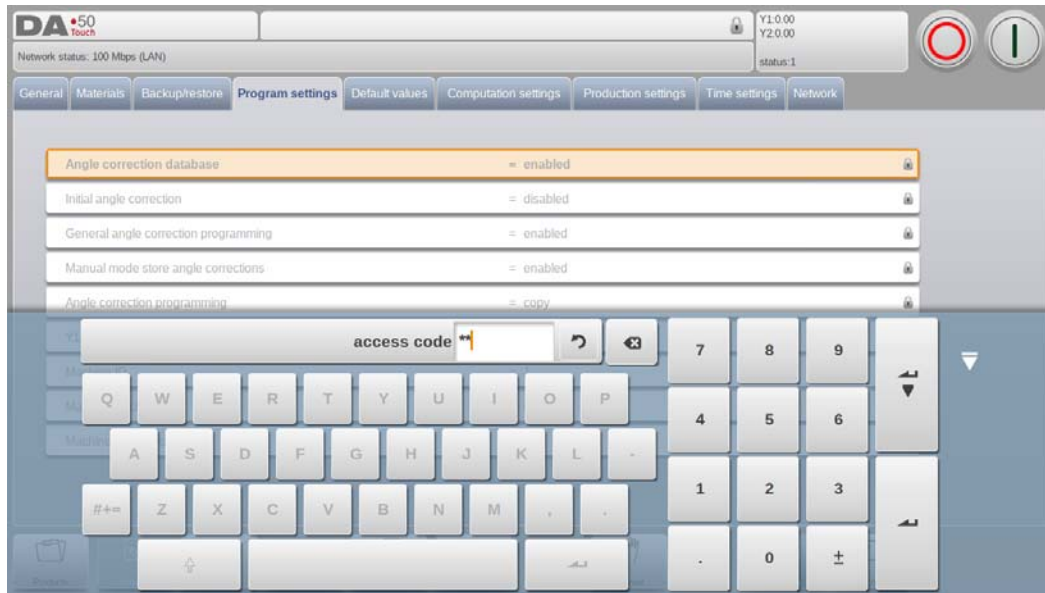 DA•50
Touch
Y1:0.00
Y2:0.00
Network status: 100 Mbps (LAN)
status:1
General Materials Backup/restore Program settings Default values Computation settings Production settings Time settings Network
Angle correction database = enabled
Initial angle correction = disabled
General angle correction programming = enabled
Manual mode store angle corrections = enabled
Angle correction programming = copy
access code **
7 8 9
Q W E R T Y U I O P
4 5 6
A S D F G H J K L -
1 2 3
#+= Z X C V B N M , .
. 0 ±
Products